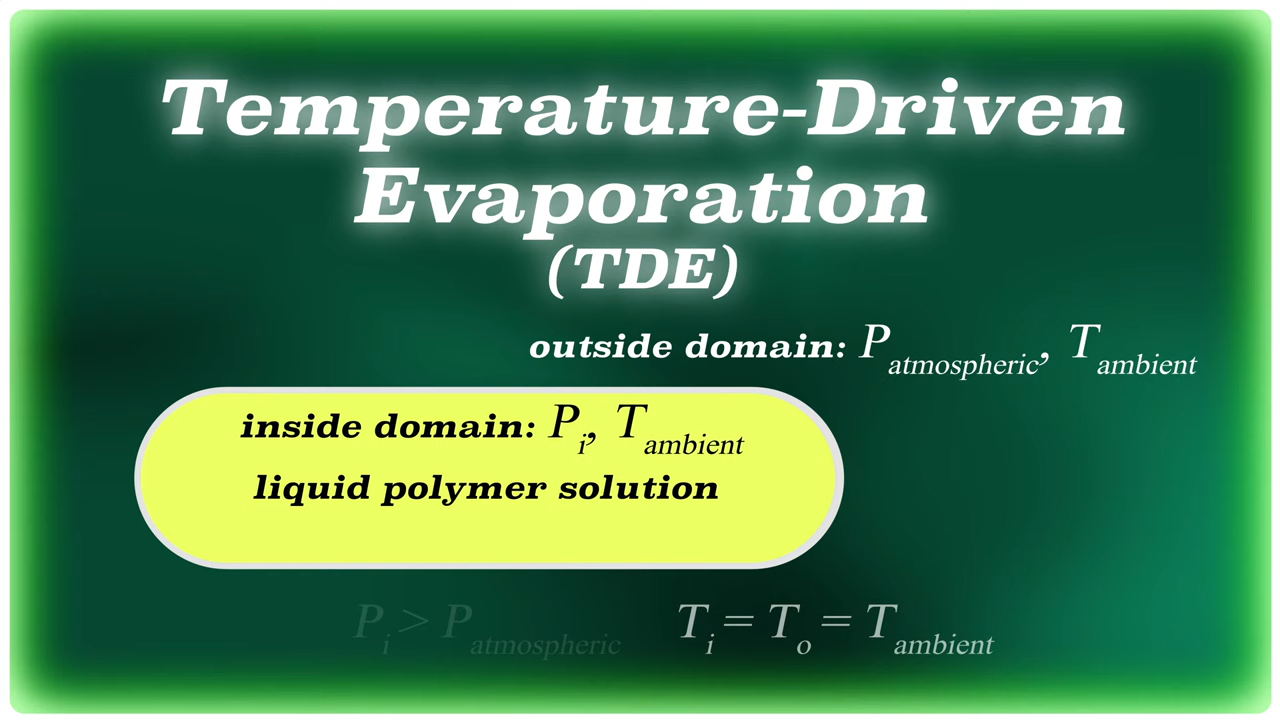 Temperature-Driven
Evaporation
(TDE)
outside domain: P_atmospheric, T_ambient
inside domain: P_i, T_ambient
liquid polymer solution
P_i > P_atmospheric T_i = T_o = T_ambient